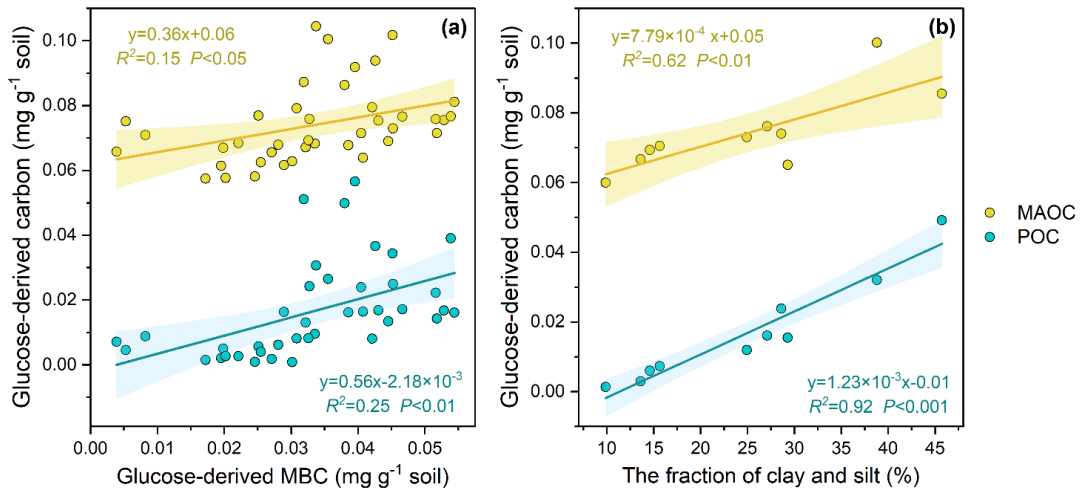 (a)
y=0.36x+0.06
R²=0.15 P<0.05
y=0.56x-2.18×10⁻³
R²=0.25 P<0.01
Glucose-derived carbon (mg g⁻¹ soil)
0.10
0.08
0.06
0.04
0.02
0.00
0.00 0.01 0.02 0.03 0.04 0.05
Glucose-derived MBC (mg g⁻¹ soil)
(b)
y=7.79×10⁻⁴ x+0.05
R²=0.62 P<0.01
y=1.23×10⁻³x-0.01
R²=0.92 P<0.001
Glucose-derived carbon (mg g⁻¹ soil)
0.10
0.08
0.06
0.04
0.02
0.00
10 15 20 25 30 35 40 45
The fraction of clay and silt (%)
MAOC
POC